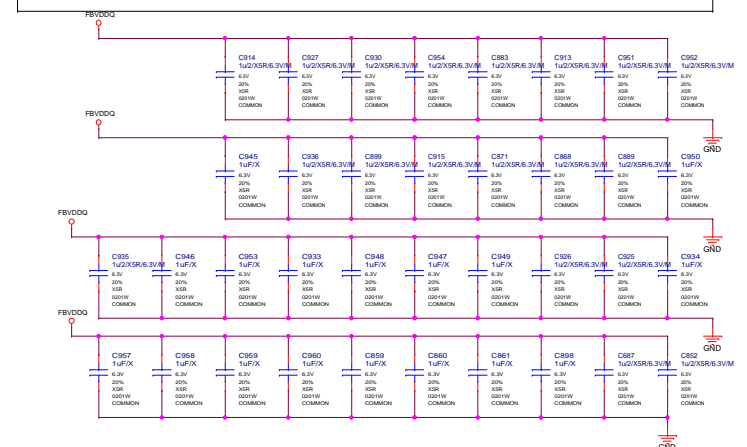 FBVDDQ
C914 C927 C930 C954 C883 C913 C951 C952
1u/2/X5R/6.3V/M 1u/2/X5R/6.3V/M 1u/2/X5R/6.3V/M 1u/2/X5R/6.3V/M 1u/2/X5R/6.3V/M 1u/2/X5R/6.3V/M 1u/2/X5R/6.3V/M 1u/2/X5R/6.3V/M
6.3V 6.3V 6.3V 6.3V 6.3V 6.3V 6.3V 6.3V
20% 20% 20% 20% 20% 20% 20% 20%
X5R X5R X5R X5R X5R X5R X5R X5R
0201W 0201W 0201W 0201W 0201W 0201W 0201W 0201W
COMMON COMMON COMMON COMMON COMMON COMMON COMMON COMMON
FBVDDQ
GND
C945 C936 C899 C915 C871 C868 C889 C950
1uF/X 1u/2/X5R/6.3V/M 1u/2/X5R/6.3V/M 1u/2/X5R/6.3V/M 1u/2/X5R/6.3V/M 1u/2/X5R/6.3V/M 1u/2/X5R/6.3V/M 1uF/X
6.3V 6.3V 6.3V 6.3V 6.3V 6.3V 6.3V 6.3V
20% 20% 20% 20% 20% 20% 20% 20%
X5R X5R X5R X5R X5R X5R X5R X5R
0201W 0201W 0201W 0201W 0201W 0201W 0201W 0201W
COMMON COMMON COMMON COMMON COMMON COMMON COMMON COMMON
FBVDDQ
GND
C935 C946 C953 C933 C948 C947 C949 C926 C925 C934
1u/2/X5R/6.3V/M 1uF/X 1uF/X 1uF/X 1uF/X 1uF/X 1uF/X 1u/2/X5R/6.3V/M 1u/2/X5R/6.3V/M 1uF/X
6.3V 6.3V 6.3V 6.3V 6.3V 6.3V 6.3V 6.3V 6.3V 6.3V
20% 20% 20% 20% 20% 20% 20% 20% 20% 20%
X5R X5R X5R X5R X5R X5R X5R X5R X5R X5R
0201W 0201W 0201W 0201W 0201W 0201W 0201W 0201W 0201W 0201W
COMMON COMMON COMMON COMMON COMMON COMMON COMMON COMMON COMMON COMMON
FBVDDQ
GND
C957 C958 C959 C960 C859 C860 C861 C898 C687 C852
1uF/X 1uF/X 1uF/X 1uF/X 1uF/X 1uF/X 1uF/X 1uF/X 1u/2/X5R/6.3V/M 1u/2/X5R/6.3V/M
6.3V 6.3V 6.3V 6.3V 6.3V 6.3V 6.3V 6.3V 6.3V 6.3V
20% 20% 20% 20% 20% 20% 20% 20% 20% 20%
X5R X5R X5R X5R X5R X5R X5R X5R X5R X5R
0201W 0201W 0201W 0201W 0201W 0201W 0201W 0201W 0201W 0201W
COMMON COMMON COMMON COMMON COMMON COMMON COMMON COMMON COMMON COMMON
GND